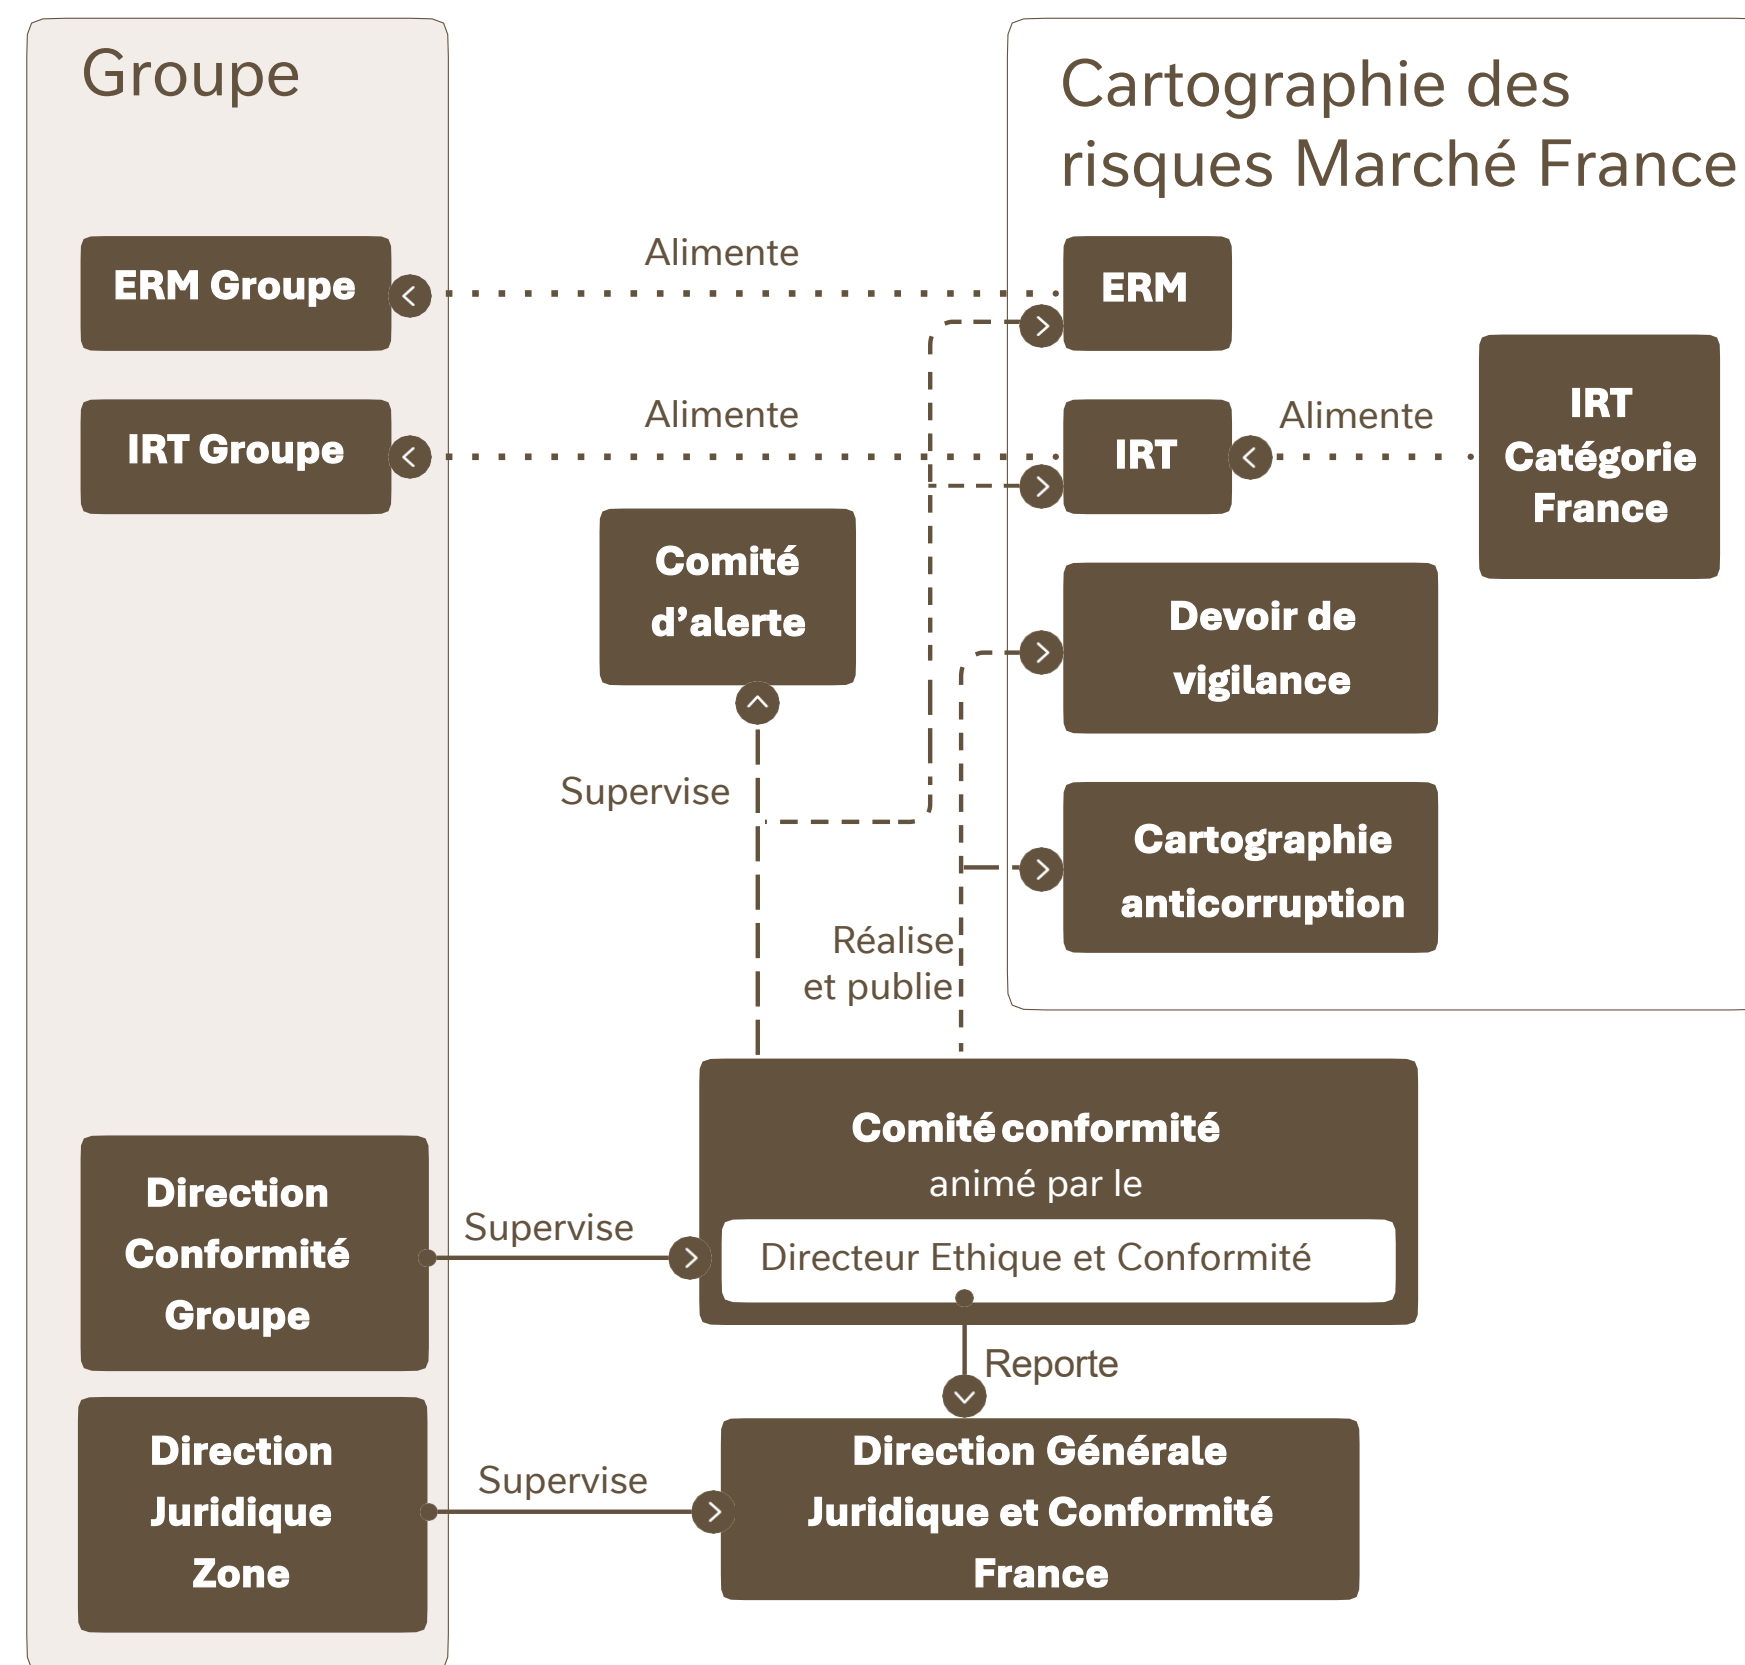 Groupe
Cartographie des
risques Marché France
Alimente
ERM Groupe
ERM
Alimente
IRT Groupe
IRT
Alimente
IRT
Catégorie
France
Comité
d’alerte
Devoir de
vigilance
Supervise
Cartographie
anticorruption
Réalise
et publie
Comité conformité
animé par le
Directeur Ethique et Conformité
Direction
Conformité
Groupe
Supervise
Reporte
Direction
Juridique
Zone
Supervise
Direction Générale
Juridique et Conformité
France